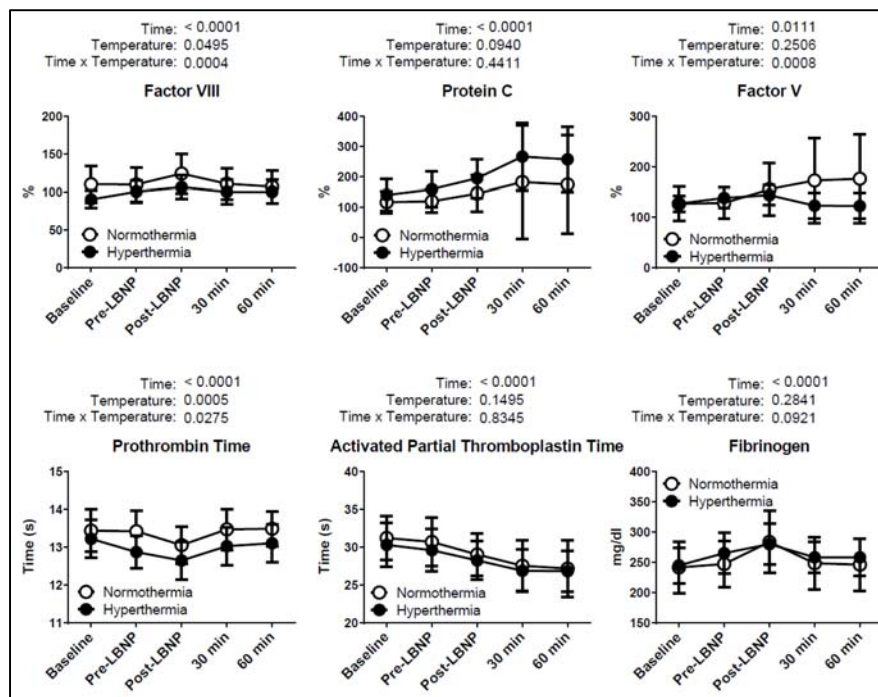 Time: < 0.0001
Temperature: 0.0495
Time x Temperature: 0.0004
Factor VIII
200
150
100
50
0
%
Normothermia
Hyperthermia
Baseline
Pre-LBNP
Post-LBNP
30 min
60 min
Time: < 0.0001
Temperature: 0.0940
Time x Temperature: 0.4411
Protein C
400
300
200
100
0
-100
%
Normothermia
Hyperthermia
Baseline
Pre-LBNP
Post-LBNP
30 min
60 min
Time: 0.0111
Temperature: 0.2506
Time x Temperature: 0.0008
Factor V
300
200
100
0
%
Normothermia
Hyperthermia
Baseline
Pre-LBNP
Post-LBNP
30 min
60 min
Time: < 0.0001
Temperature: 0.0005
Time x Temperature: 0.0275
Prothrombin Time
15
14
13
12
11
Time (s)
Normothermia
Hyperthermia
Baseline
Pre-LBNP
Post-LBNP
30 min
60 min
Time: < 0.0001
Temperature: 0.1495
Time x Temperature: 0.8345
Activated Partial Thromboplastin Time
40
35
30
25
20
Time (s)
Normothermia
Hyperthermia
Baseline
Pre-LBNP
Post-LBNP
30 min
60 min
Time: < 0.0001
Temperature: 0.2841
Time x Temperature: 0.0921
Fibrinogen
450
400
350
300
250
200
150
mg/dl
Normothermia
Hyperthermia
Baseline
Pre-LBNP
Post-LBNP
30 min
60 min